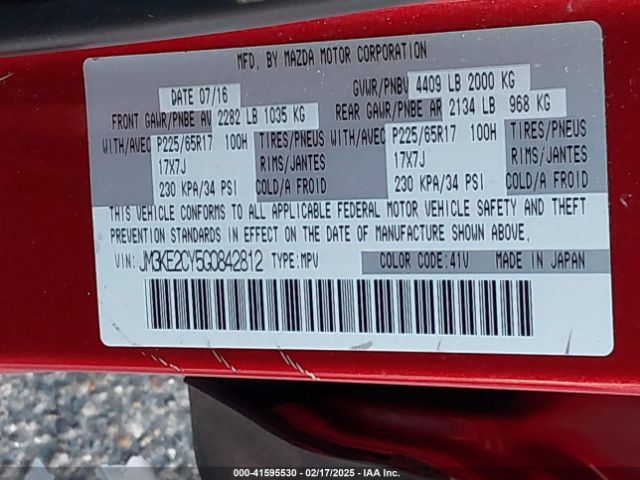 MFD. BY MAZDA MOTOR CORPORATION
DATE 07/16 GVWR/PNBV 4409 LB 2000 KG
FRONT GAWR/PNBE AV 2282 LB 1035 KG REAR GAWR/PNBE AR 2134 LB 968 KG
WITH/AVEC P225/65R17 100H TIRES/PNEUS WITH/AVEC P225/65R17 100H TIRES/PNEUS
17X7J RIMS/JANTES 17X7J RIMS/JANTES
230 KPA/34 PSI COLD/A FROID 230 KPA/34 PSI COLD/A FROID
THIS VEHICLE CONFORMS TO ALL APPLICABLE FEDERAL MOTOR VEHICLE SAFETY AND THEFT
PREVENTION STANDARDS IN EFFECT ON THE DATE OF MANUFACTURE SHOWN ABOVE.
VIN: JM3KE2CY5G0842812 TYPE:MPV COLOR CODE:41V MADE IN JAPAN
000-41595530 - 02/17/2025 - IAA Inc.